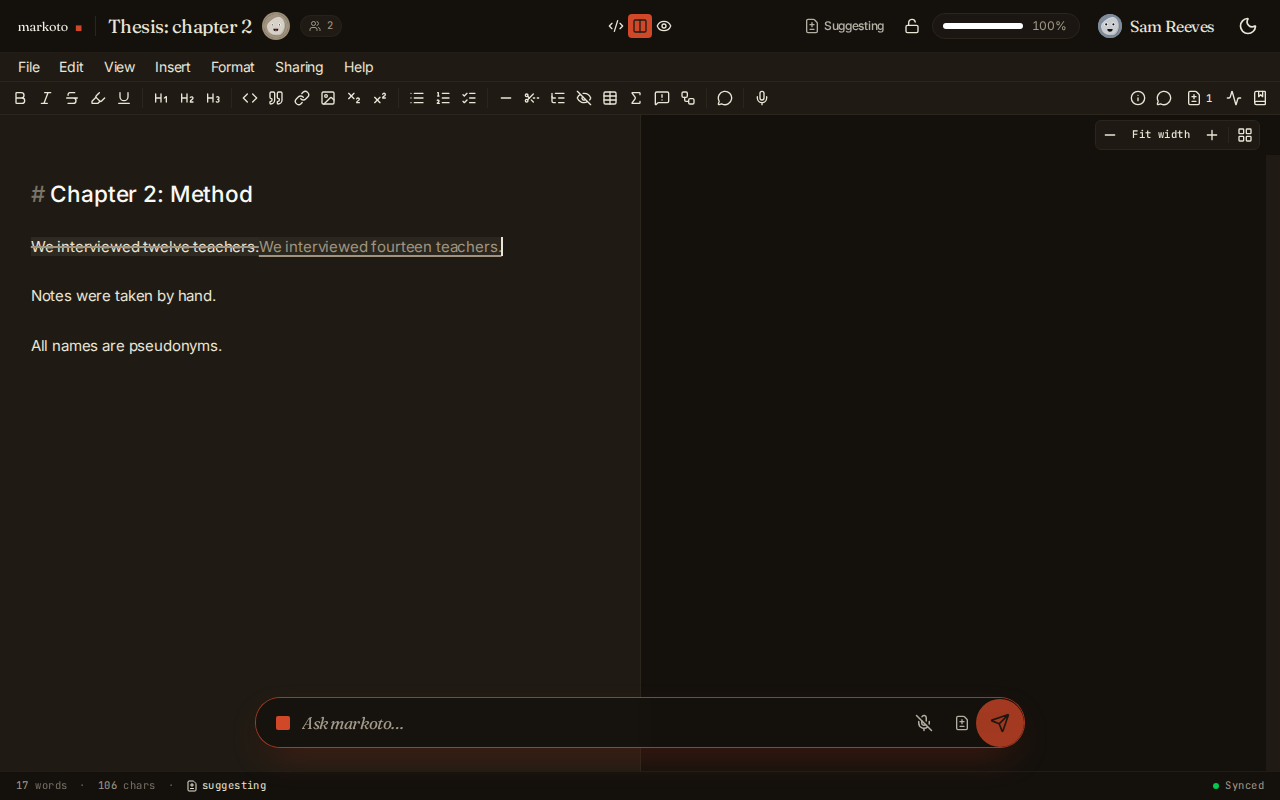 markoto
Thesis: chapter 2
2
Suggesting
100%
Sam Reeves
File Edit View Insert Format Sharing Help
H1 H2 H3
1
Fit width
# Chapter 2: Method
We interviewed twelve teachers.We interviewed fourteen teachers.
Notes were taken by hand.
All names are pseudonyms.
Ask markoto...
17 words · 106 chars · suggesting
Synced